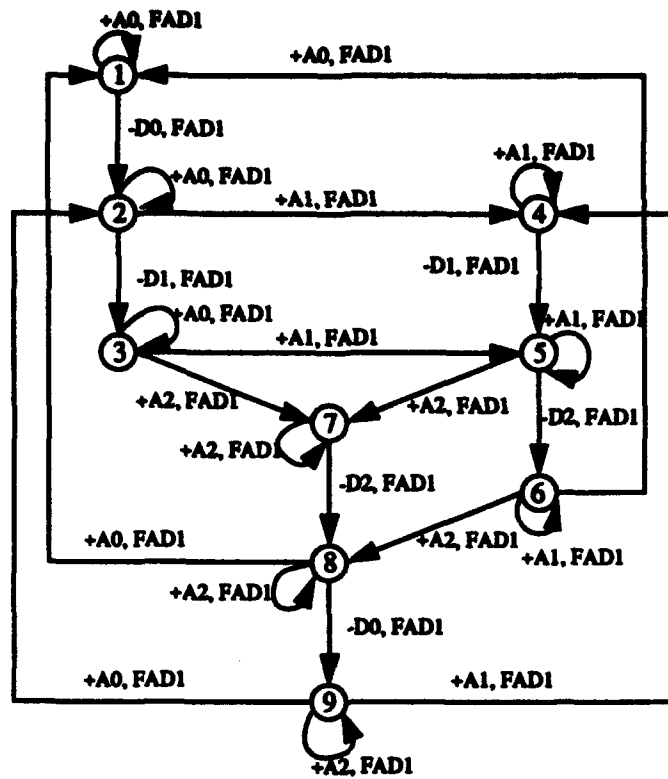 +A0, FAD1
+A0, FAD1
1
-D0, FAD1
+A0, FAD1
+A1, FAD1
2
+A1, FAD1
4
-D1, FAD1
-D1, FAD1
+A0, FAD1
+A1, FAD1
+A1, FAD1
3
5
+A2, FAD1
+A2, FAD1
-D2, FAD1
7
+A2, FAD1
-D2, FAD1
6
+A2, FAD1
+A1, FAD1
+A0, FAD1
8
+A2, FAD1
-D0, FAD1
+A0, FAD1
+A1, FAD1
9
+A2, FAD1